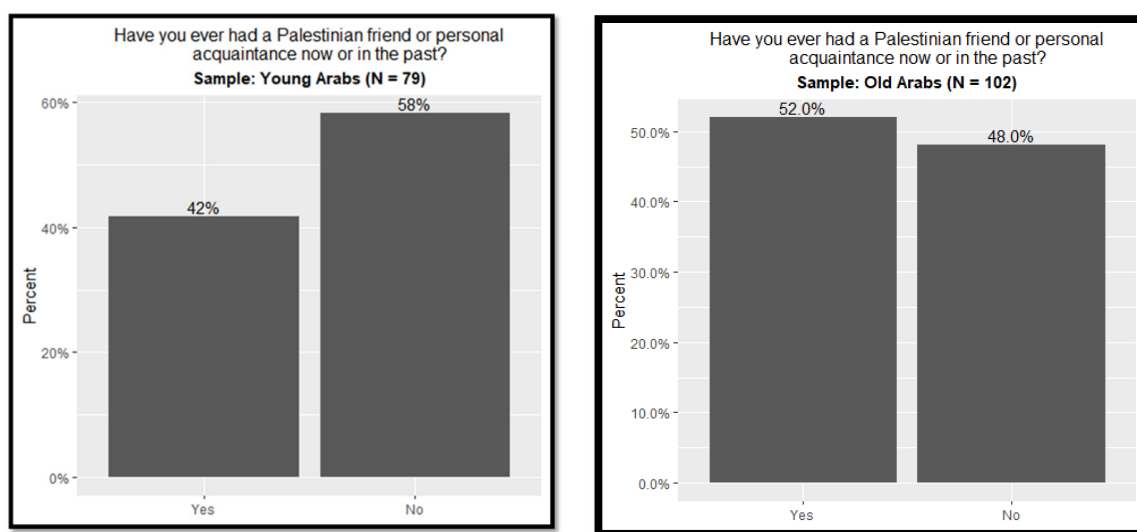 Have you ever had a Palestinian friend or personal
acquaintance now or in the past?
Sample: Young Arabs (N = 79)
60%
40%
20%
0%
Percent
42%
58%
Yes
No
Have you ever had a Palestinian friend or personal
acquaintance now or in the past?
Sample: Old Arabs (N = 102)
50.0%
40.0%
30.0%
20.0%
10.0%
0.0%
Percent
52.0%
48.0%
Yes
No